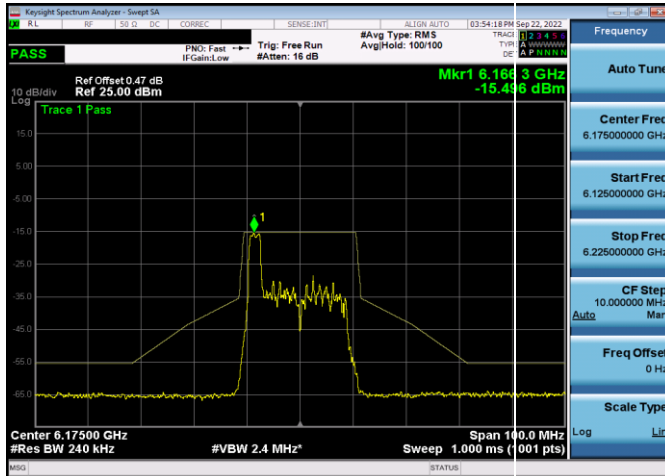 Keysight Spectrum Analyzer - Swept SA
RL RF 50 Ω DC CORREC SENSE:INT ALIGN AUTO 03:54:18 PM Sep 22, 2022
PASS
PNO: Fast
IFGain:Low
Trig: Free Run
#Atten: 16 dB
#Avg Type: RMS
Avg|Hold: 100/100
TRACE 1 2 3 4 5 6
TYPE A WWWWW
DET A P N N N N
Frequency
Mkr1 6.166 3 GHz
-15.496 dBm
Ref Offset 0.47 dB
10 dB/div Ref 25.00 dBm
Log
Trace 1 Pass
15.0
5.00
-5.00
-15.0
-25.0
-35.0
-45.0
-55.0
-65.0
1
Center 6.17500 GHz Span 100.0 MHz
#Res BW 240 kHz #VBW 2.4 MHz* Sweep 1.000 ms (1001 pts)
MSG STATUS
Auto Tune
Center Freq
6.175000000 GHz
Start Freq
6.125000000 GHz
Stop Freq
6.225000000 GHz
CF Step
10.000000 MHz
Auto Man
Freq Offset
0 Hz
Scale Type
Log Lin